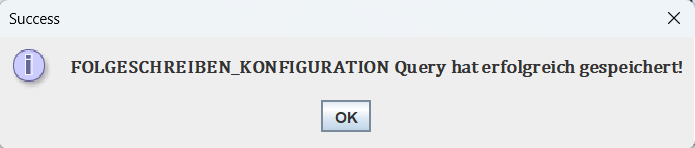 Success
FOLGESCHREIBEN_KONFIGURATION Query hat erfolgreich gespeichert!
OK